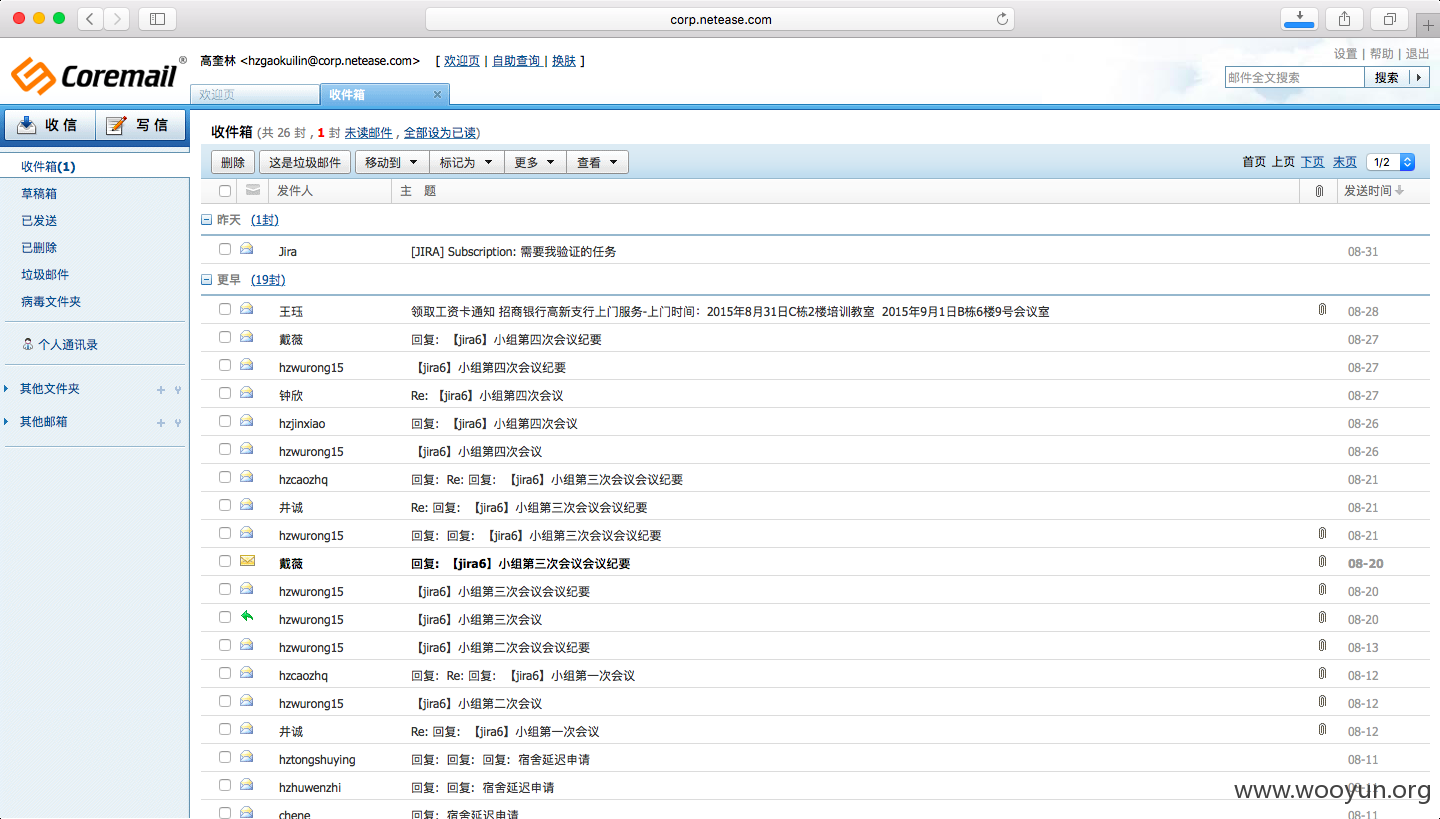 corp.netease.com
Coremail®
高奎林 <hzgaokuilin@corp.netease.com> [ 欢迎页 | 自助查询 | 换肤 ]
设置 | 帮助 | 退出
邮件全文搜索 搜索
欢迎页 收件箱
收信 写信
收件箱 (共 26 封 , 1 封 未读邮件 , 全部设为已读)
删除 这是垃圾邮件 移动到 标记为 更多 查看 首页 上页 下页 末页 1/2
发件人 主 题 发送时间
收件箱(1)
草稿箱
已发送
已删除
垃圾邮件
病毒文件夹
个人通讯录
其他文件夹
其他邮箱
昨天 (1封)
Jira [JIRA] Subscription: 需要我验证的任务 08-31
更早 (19封)
王珏 领取工资卡通知 招商银行高新支行上门服务-上门时间：2015年8月31日C栋2楼培训教室 2015年9月1日B栋6楼9号会议室 08-28
戴薇 回复: 【jira6】小组第四次会议纪要 08-27
hzwurong15 【jira6】小组第四次会议纪要 08-27
钟欣 Re: 【jira6】小组第四次会议 08-27
hzjinxiao 回复: 【jira6】小组第四次会议 08-26
hzwurong15 【jira6】小组第四次会议 08-26
hzcaozhq 回复: Re: 回复: 【jira6】小组第三次会议会议纪要 08-21
井诚 Re: 回复: 【jira6】小组第三次会议会议纪要 08-21
hzwurong15 回复: 回复: 【jira6】小组第三次会议会议纪要 08-21
戴薇 回复: 【jira6】小组第三次会议会议纪要 08-20
hzwurong15 【jira6】小组第三次会议会议纪要 08-20
hzwurong15 【jira6】小组第三次会议 08-20
hzwurong15 【jira6】小组第二次会议会议纪要 08-13
hzcaozhq 回复: Re: 回复: 【jira6】小组第一次会议 08-12
hzwurong15 【jira6】小组第二次会议 08-12
井诚 Re: 回复: 【jira6】小组第一次会议 08-12
hztongshuying 回复: 回复: 回复: 宿舍延迟申请 08-11
hzhuwenzhi 回复: 回复: 宿舍延迟申请 08-11
www.wooyun.org
chene 回复: 宿舍延迟申请 08-11